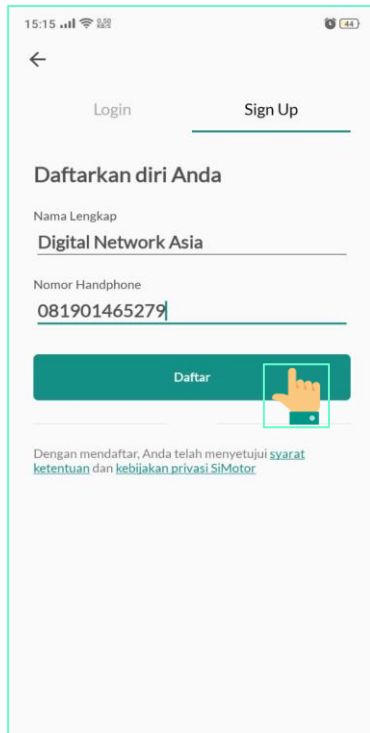 15:15
44
Login
Sign Up
Daftarkan diri Anda
Nama Lengkap
Digital Network Asia
Nomor Handphone
081901465279
Daftar
Dengan mendaftar, Anda telah menyetujui syarat
ketentuan dan kebijakan privasi SiMotor